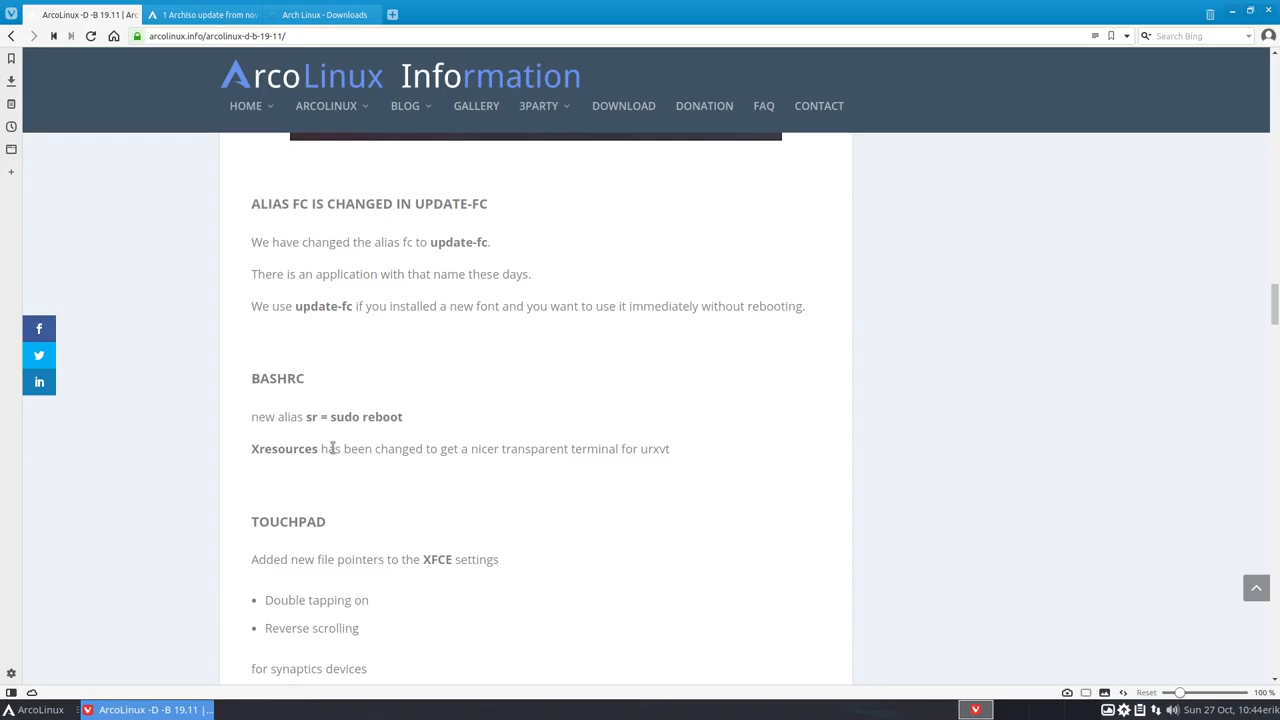 ArcoLinux -D -B 19.11 | Arc
1 Archiso update from nov
Arch Linux - Downloads
arcolinux.info/arcolinux-d-b-19-11/
Search Bing
ArcoLinux Information
HOME ARCOLINUX BLOG GALLERY 3PARTY DOWNLOAD DONATION FAQ CONTACT
ALIAS FC IS CHANGED IN UPDATE-FC
We have changed the alias fc to update-fc.
There is an application with that name these days.
We use update-fc if you installed a new font and you want to use it immediately without rebooting.
BASHRC
new alias sr = sudo reboot
Xresources has been changed to get a nicer transparent terminal for urxvt
TOUCHPAD
Added new file pointers to the XFCE settings
• Double tapping on
• Reverse scrolling
for synaptics devices
Reset 100 %
ArcoLinux
ArcoLinux -D -B 19.11 |...
Sun 27 Oct, 10:44 erik